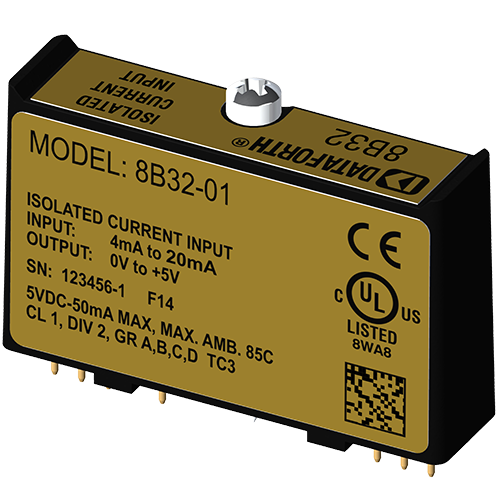 ISOLATED
CURRENT
INPUT
DATAFORTH®
8B32
MODEL: 8B32-01
ISOLATED CURRENT INPUT
INPUT: 4mA to 20mA
OUTPUT: 0V to +5V
SN: 123456-1 F14
5VDC-50mA MAX, MAX. AMB. 85C
CL 1, DIV 2, GR A,B,C,D TC3
CE
C UL US
LISTED
8WA8